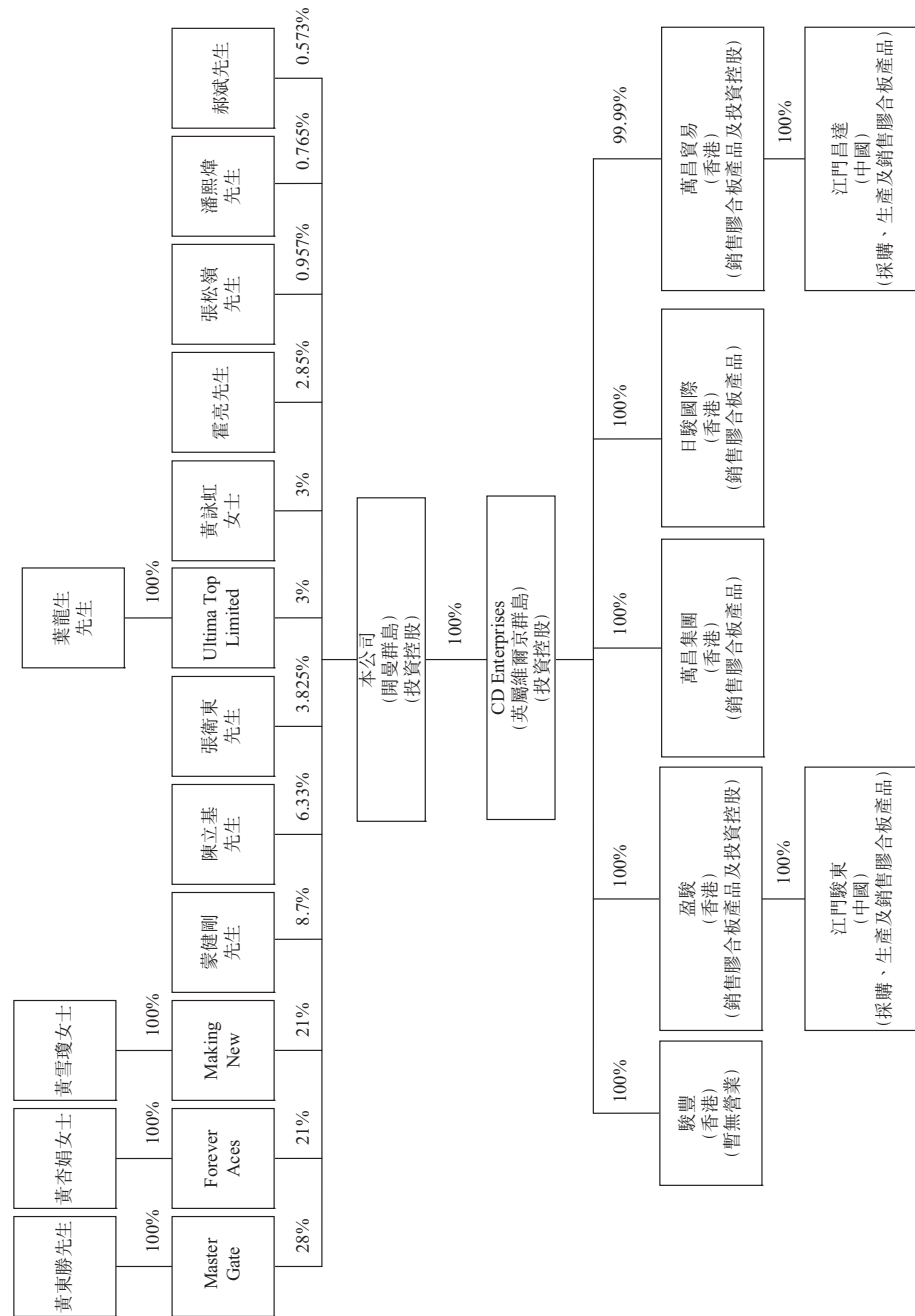 黃東勝先生
黃杏娟女士
黃雪瓊女士
葉龍生
先生
100%
100%
100%
100%
Master
Gate
Forever
Aces
Making
New
蒙健剛
先生
陳立基
先生
張衛東
先生
Ultima Top
Limited
黃詠虹
女士
霍亮先生
張松嶺
先生
潘熙煒
先生
郝斌先生
28%
21%
21%
8.7%
6.33%
3.825%
3%
3%
2.85%
0.957%
0.765%
0.573%
本公司
(開曼群島)
(投資控股)
100%
CD Enterprises
(英屬維爾京群島)
(投資控股)
100%
100%
100%
100%
99.99%
駿豐
(香港)
(暫無營業)
盈駿
(香港)
(銷售膠合板產品及投資控股)
萬昌集團
(香港)
(銷售膠合板產品)
日駿國際
(香港)
(銷售膠合板產品)
萬昌貿易
(香港)
(銷售膠合板產品及投資控股)
100%
100%
江門駿東
(中國)
(採購、生產及銷售膠合板產品)
江門昌達
(中國)
(採購、生產及銷售膠合板產品)